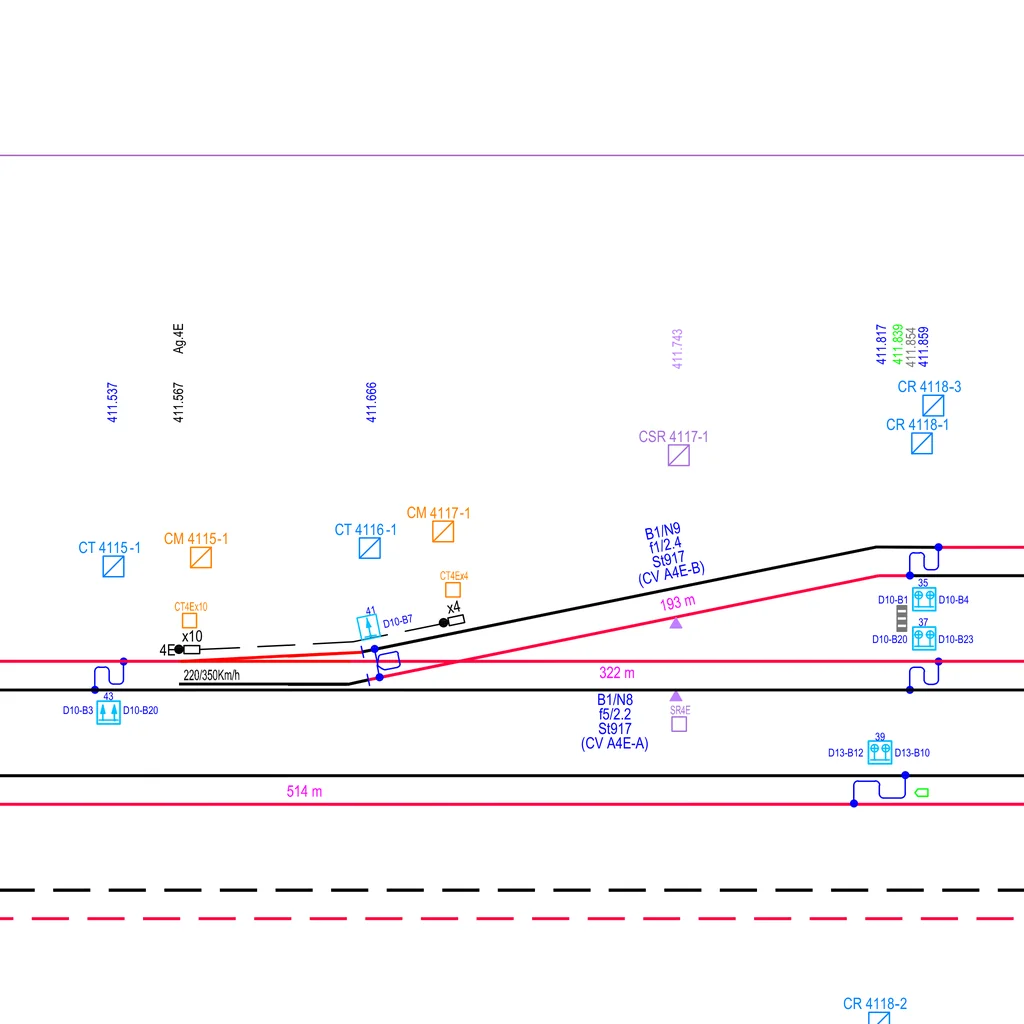 Ag.4E
411.743
411.817
411.839
411.854
411.859
411.537
411.567
411.666
CR 4118-3
CR 4118-1
CSR 4117-1
CM 4117-1
CT 4116-1
CM 4115-1
CT 4115-1
B1/N9
f1/2.4
St917
(CV A4E-B)
CT4Ex4
x4
CT4Ex10
x10
4E
41
D10-B7
193 m
35
D10-B1
D10-B4
37
D10-B20
D10-B23
220/350Km/h
322 m
43
D10-B3
D10-B20
B1/N8
f5/2.2
St917
(CV A4E-A)
SR4E
39
D13-B12
D13-B10
514 m
CR 4118-2